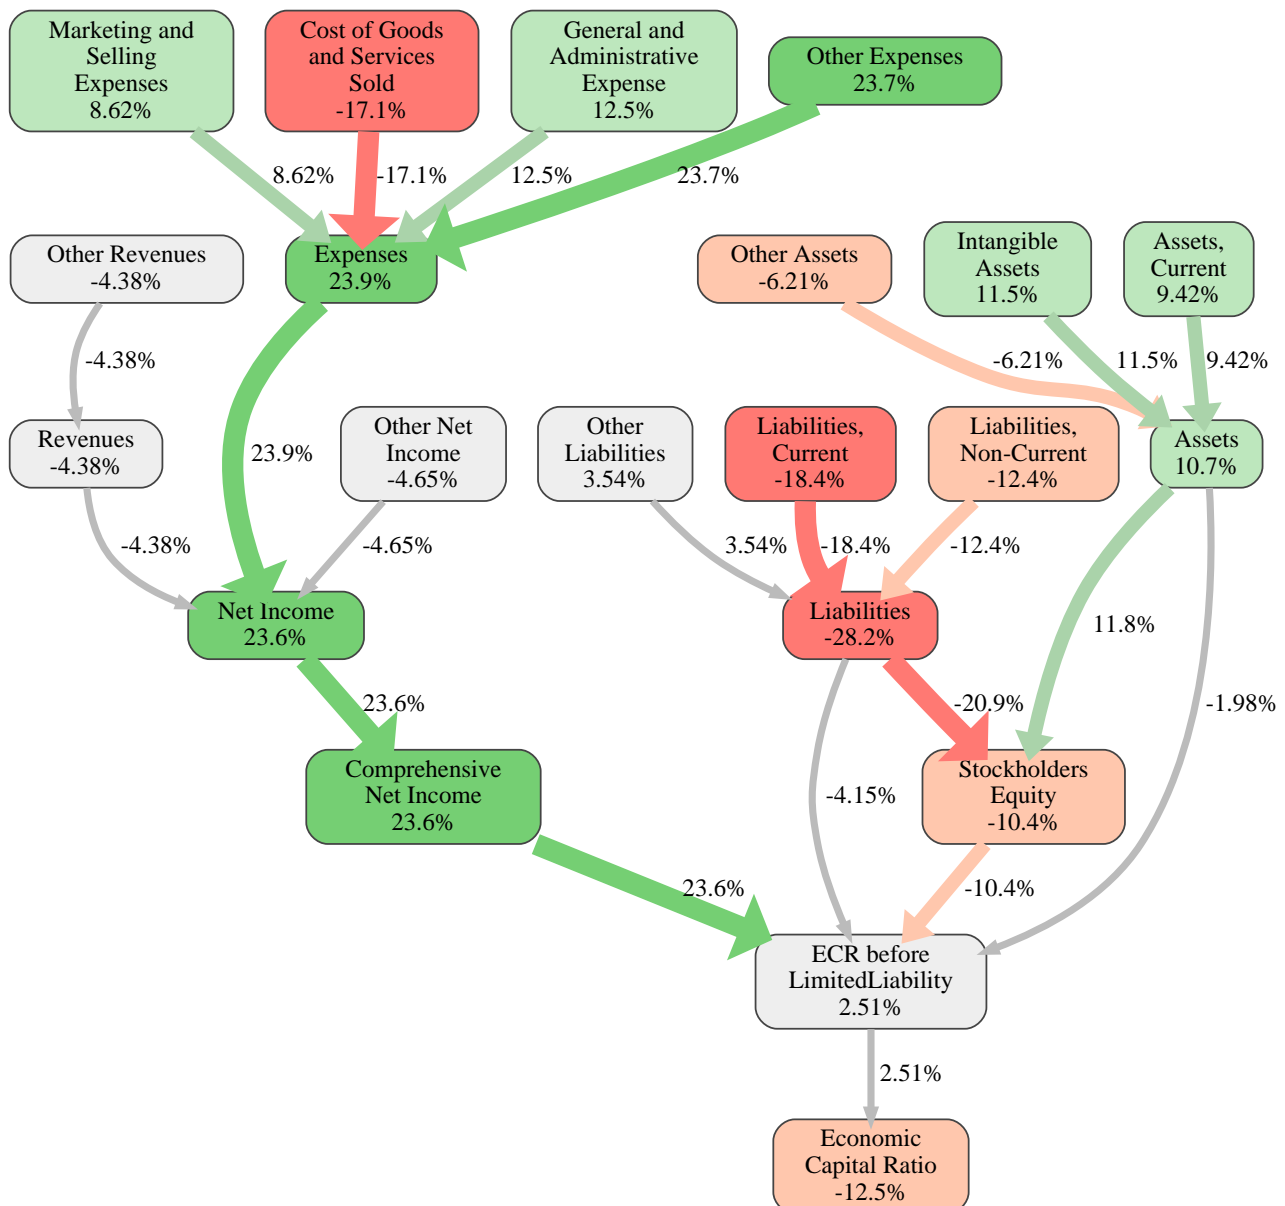 Marketing and
Selling
Expenses
8.62%
Cost of Goods
and Services
Sold
-17.1%
General and
Administrative
Expense
12.5%
Other Expenses
23.7%
8.62%
-17.1%
12.5%
23.7%
Other Revenues
-4.38%
Expenses
23.9%
Other Assets
-6.21%
Intangible
Assets
11.5%
Assets,
Current
9.42%
-4.38%
-6.21%
11.5%
9.42%
Revenues
-4.38%
23.9%
Other Net
Income
-4.65%
Other
Liabilities
3.54%
Liabilities,
Current
-18.4%
Liabilities,
Non-Current
-12.4%
Assets
10.7%
-4.38%
-4.65%
3.54%
-18.4%
-12.4%
Net Income
23.6%
Liabilities
-28.2%
11.8%
23.6%
-20.9%
-1.98%
Comprehensive
Net Income
23.6%
-4.15%
Stockholders
Equity
-10.4%
23.6%
-10.4%
ECR before
LimitedLiability
2.51%
2.51%
Economic
Capital Ratio
-12.5%